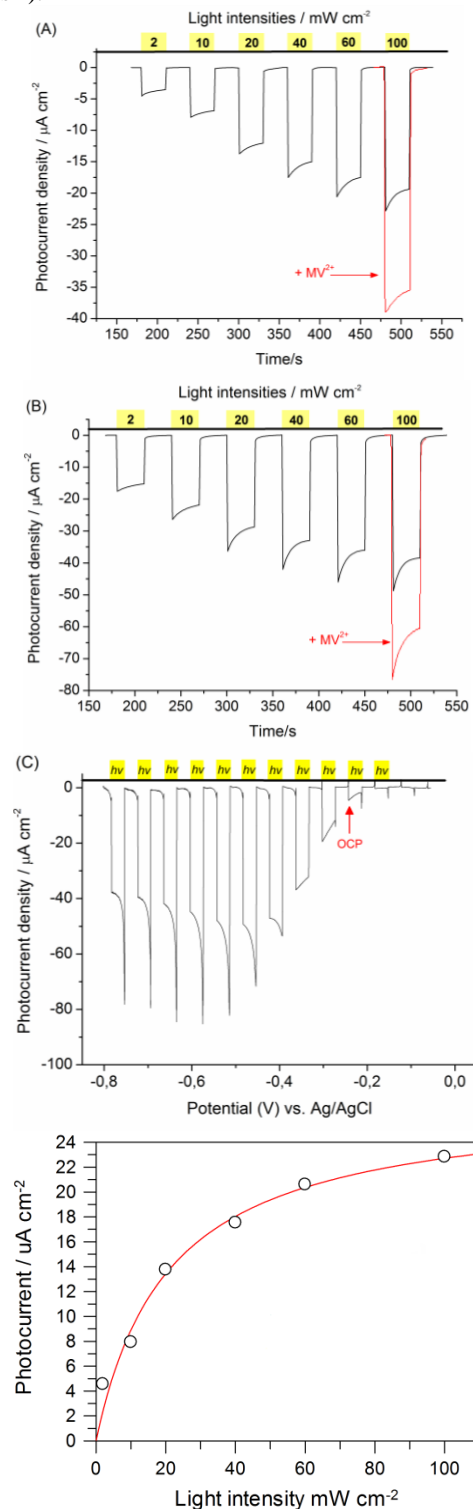 (A)
Light intensities / mW cm⁻²
2 10 20 40 60 100
0
-5
-10
-15
-20
-25
-30
-35
-40
Photocurrent density / μA cm⁻²
+ MV²⁺
150 200 250 300 350 400 450 500 550
Time/s
(B)
Light intensities / mW cm⁻²
2 10 20 40 60 100
0
-10
-20
-30
-40
-50
-60
-70
-80
Photocurrent density / μA cm⁻²
+ MV²⁺
150 200 250 300 350 400 450 500 550
Time/s
(C)
hv hv hv hv hv hv hv hv hv hv
0
-20
-40
-60
-80
-100
Photocurrent density / μA cm⁻²
OCP
-0,8 -0,6 -0,4 -0,2 0,0
Potential (V) vs. Ag/AgCl
24
22
20
18
16
14
12
10
8
6
4
2
0
Photocurrent / uA cm⁻²
0 20 40 60 80 100
Light intensity mW cm⁻²